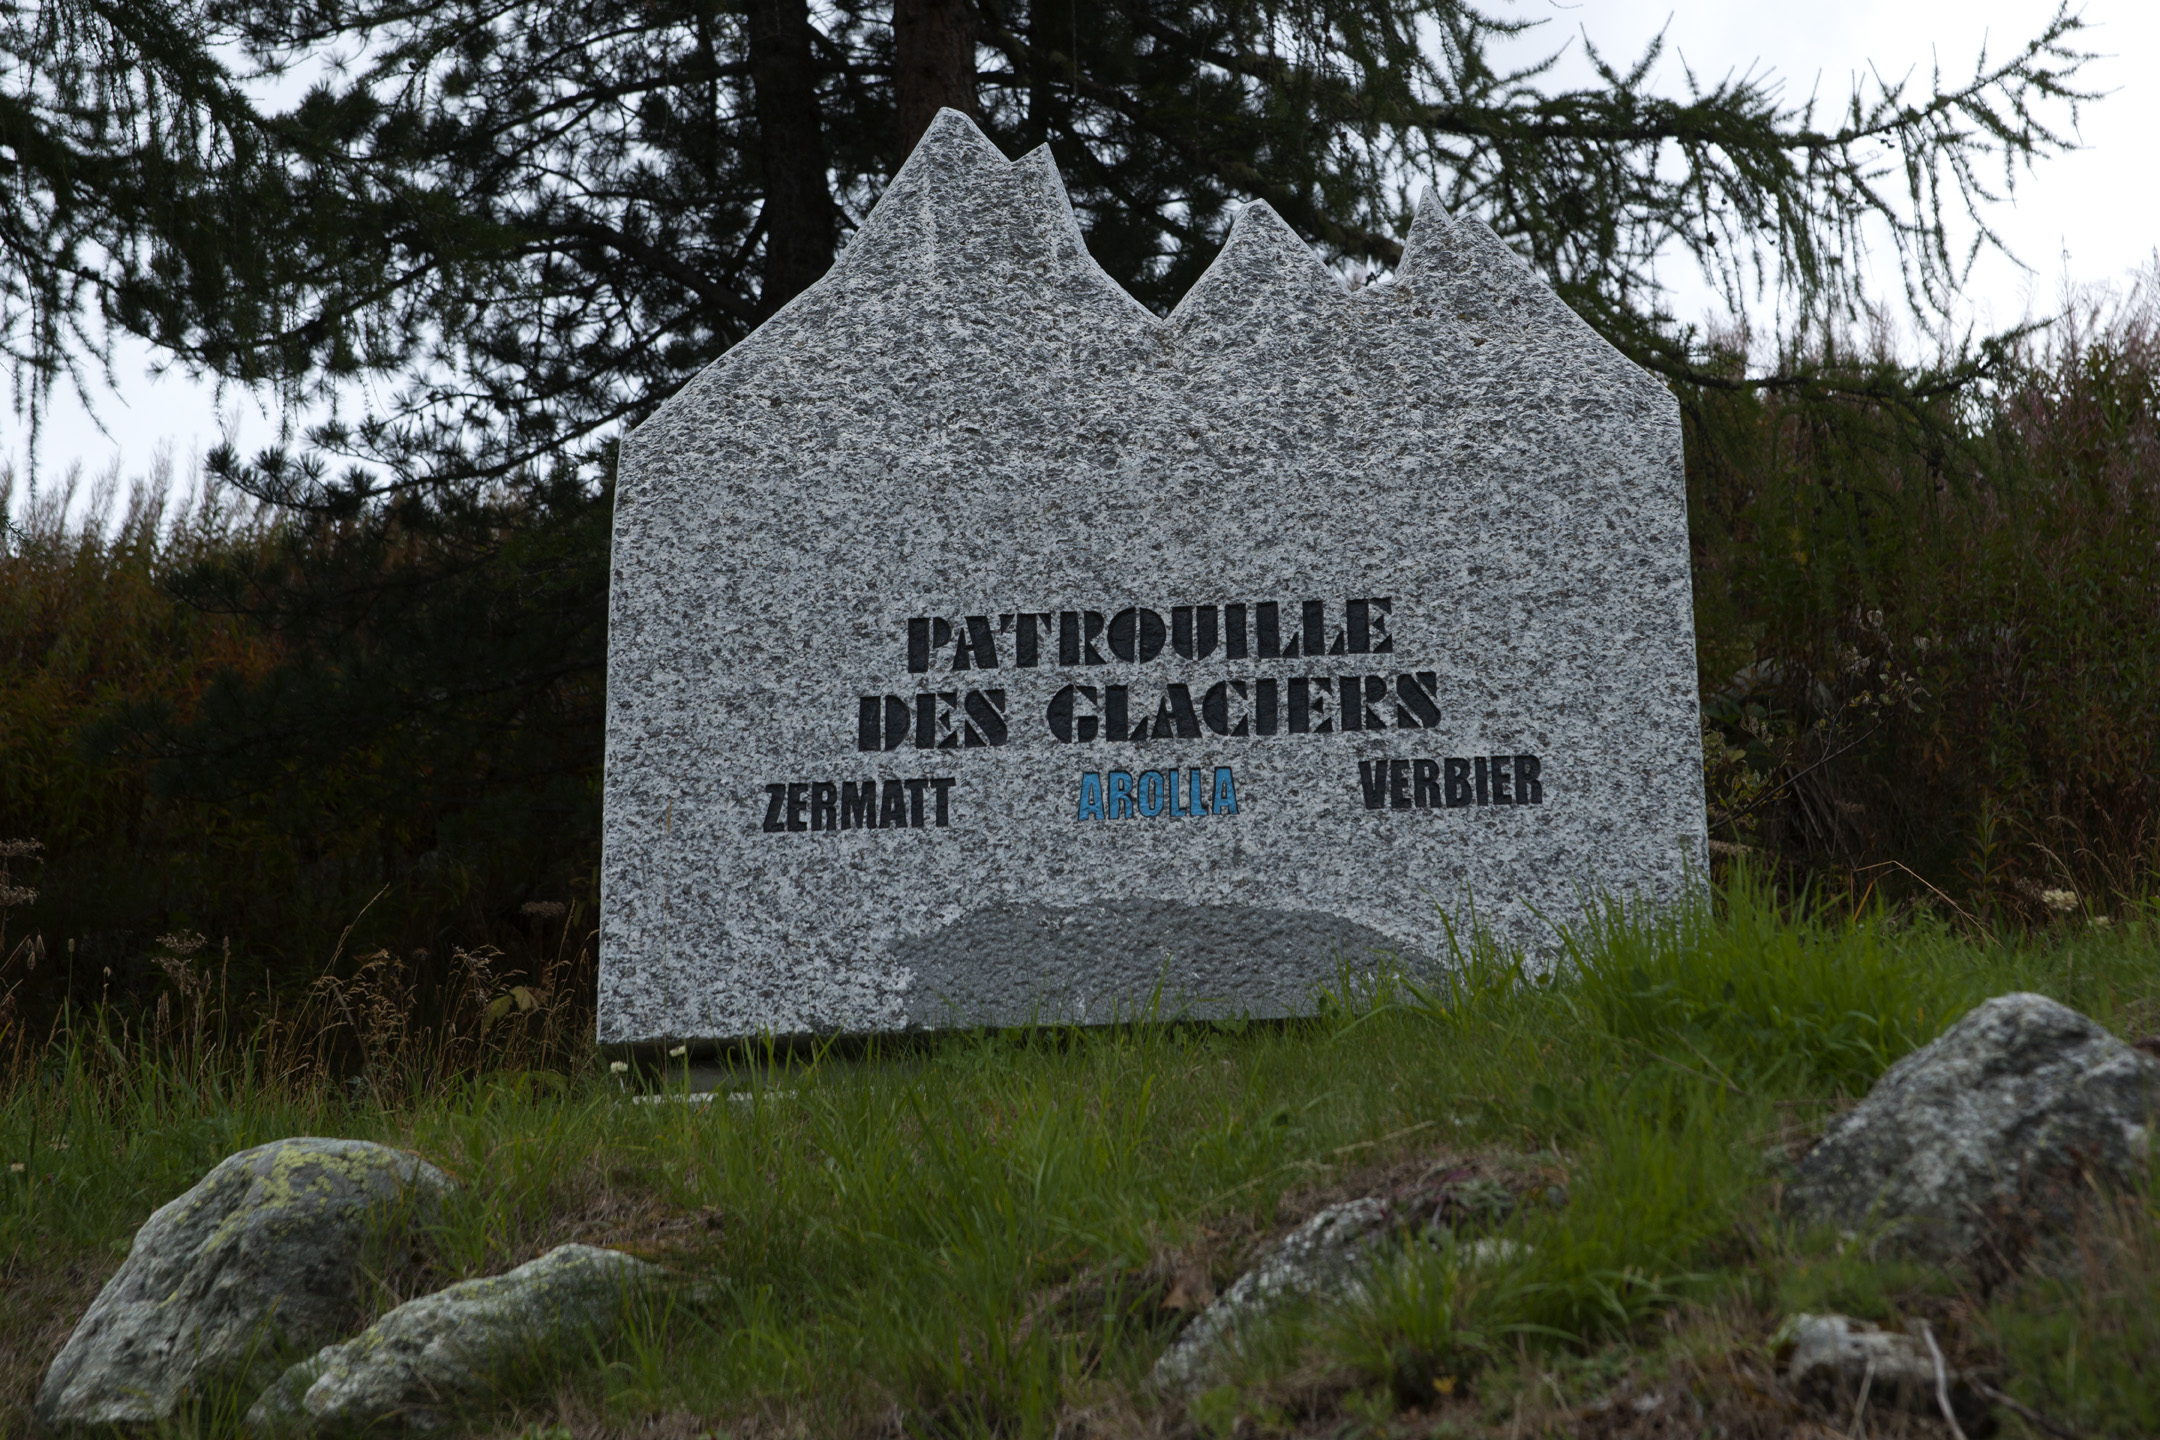 PATROUILLE
DES GLACIERS
ZERMATT AROLLA VERBIER